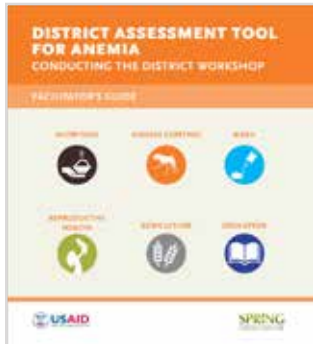 DISTRICT ASSESSMENT TOOL
FOR ANEMIA
CONDUCTING THE DISTRICT WORKSHOP
FACILITATOR'S GUIDE
NUTRITION
DISEASE CONTROL
WASH
REPRODUCTIVE
HEALTH
AGRICULTURE
EDUCATION
USAID
SPRING